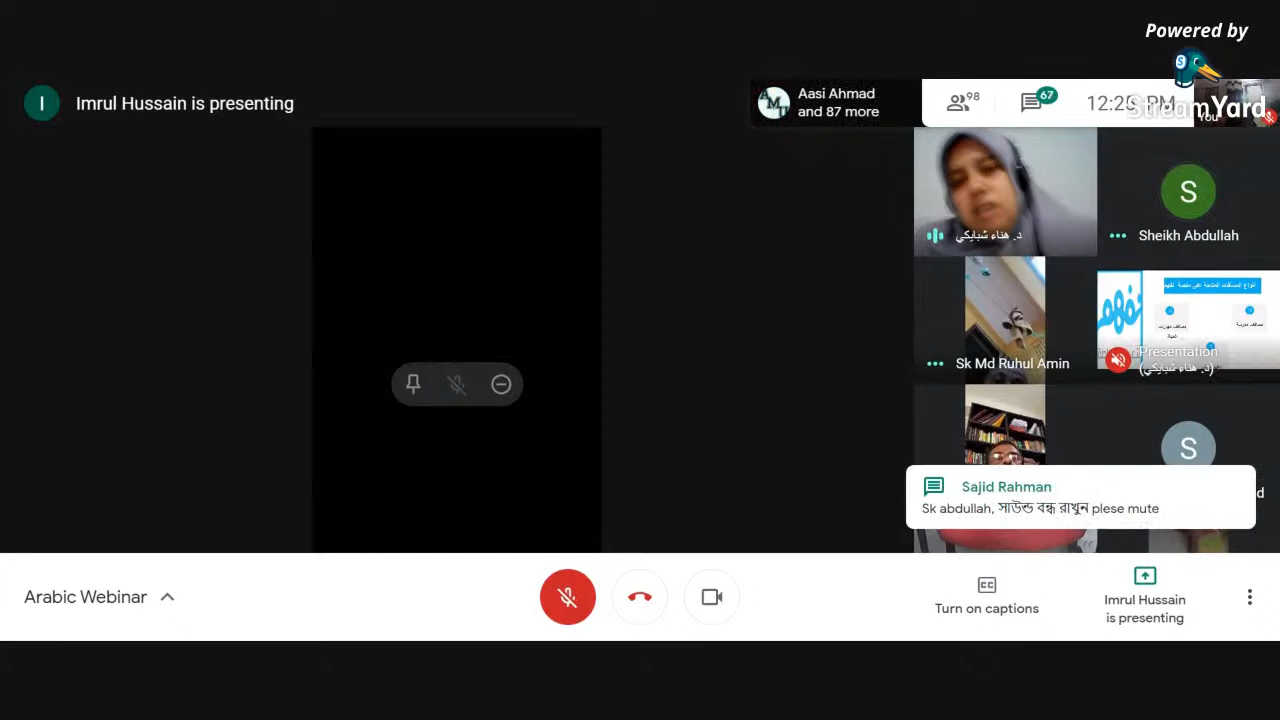 Powered by
StreamYard
I
Imrul Hussain is presenting
Aasi Ahmad
and 87 more
98
67
PM
You
د. هناء شبايكي
S
Sheikh Abdullah
Sk Md Ruhul Amin
Presentation
(د. هناء شبايكي)
S
d
Sajid Rahman
Sk abdullah, সাউন্ড বন্ধ রাখুন plese mute
Arabic Webinar
CC
Turn on captions
Imrul Hussain
is presenting